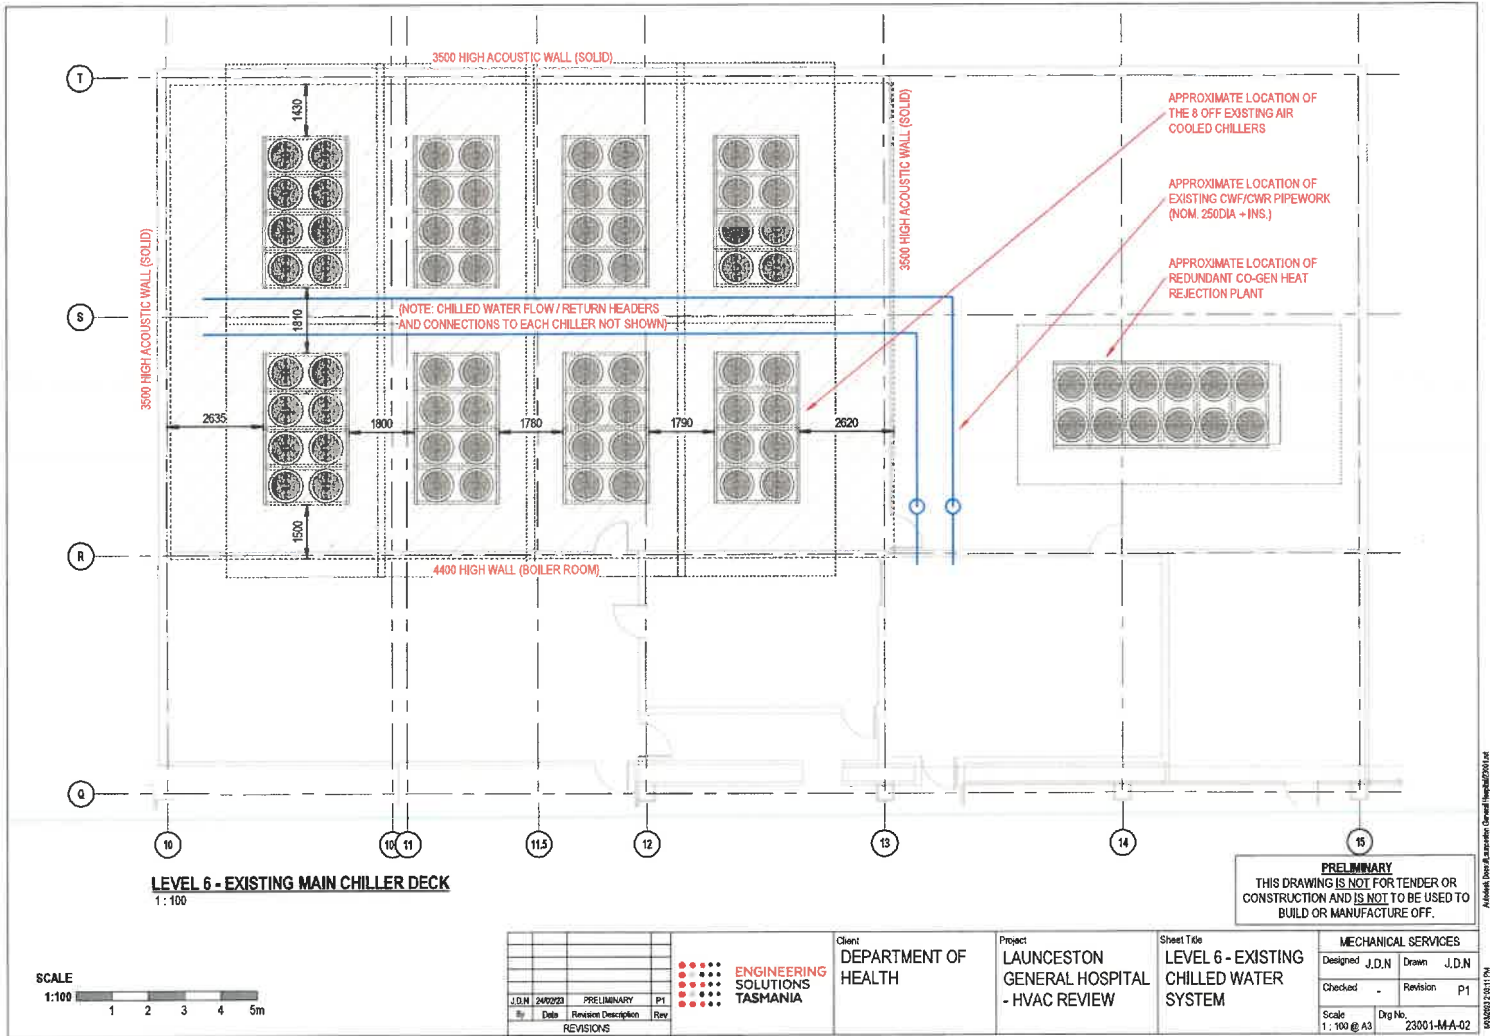 3500 HIGH ACOUSTIC WALL (SOLID)
T
1430
3500 HIGH ACOUSTIC WALL (SOLID)
APPROXIMATE LOCATION OF
THE 8 OFF EXISTING AIR
COOLED CHILLERS
APPROXIMATE LOCATION OF
EXISTING CWF/CWR PIPEWORK
(NOM. 250DIA + INS.)
APPROXIMATE LOCATION OF
REDUNDANT CO-GEN HEAT
REJECTION PLANT
3500 HIGH ACOUSTIC WALL (SOLID)
S
1810
(NOTE: CHILLED WATER FLOW / RETURN HEADERS
AND CONNECTIONS TO EACH CHILLER NOT SHOWN)
2635
1800
1780
1790
2620
1500
R
4400 HIGH WALL (BOILER ROOM)
Q
10
10
11
11.5
12
13
14
15
LEVEL 6 - EXISTING MAIN CHILLER DECK
1 : 100
PRELIMINARY
THIS DRAWING IS NOT FOR TENDER OR
CONSTRUCTION AND IS NOT TO BE USED TO
BUILD OR MANUFACTURE OFF.
SCALE
1:100
1 2 3 4 5m
J.D.N 24/02/23 PRELIMINARY P1
By Date Revision Description Rev
REVISIONS
ENGINEERING
SOLUTIONS
TASMANIA
Client
DEPARTMENT OF
HEALTH
Project
LAUNCESTON
GENERAL HOSPITAL
- HVAC REVIEW
Sheet Title
LEVEL 6 - EXISTING
CHILLED WATER
SYSTEM
MECHANICAL SERVICES
Designed J.D.N Drawn J.D.N
Checked - Revision P1
Scale
1 : 100 @ A3
Drg No.
23001-M-A-02